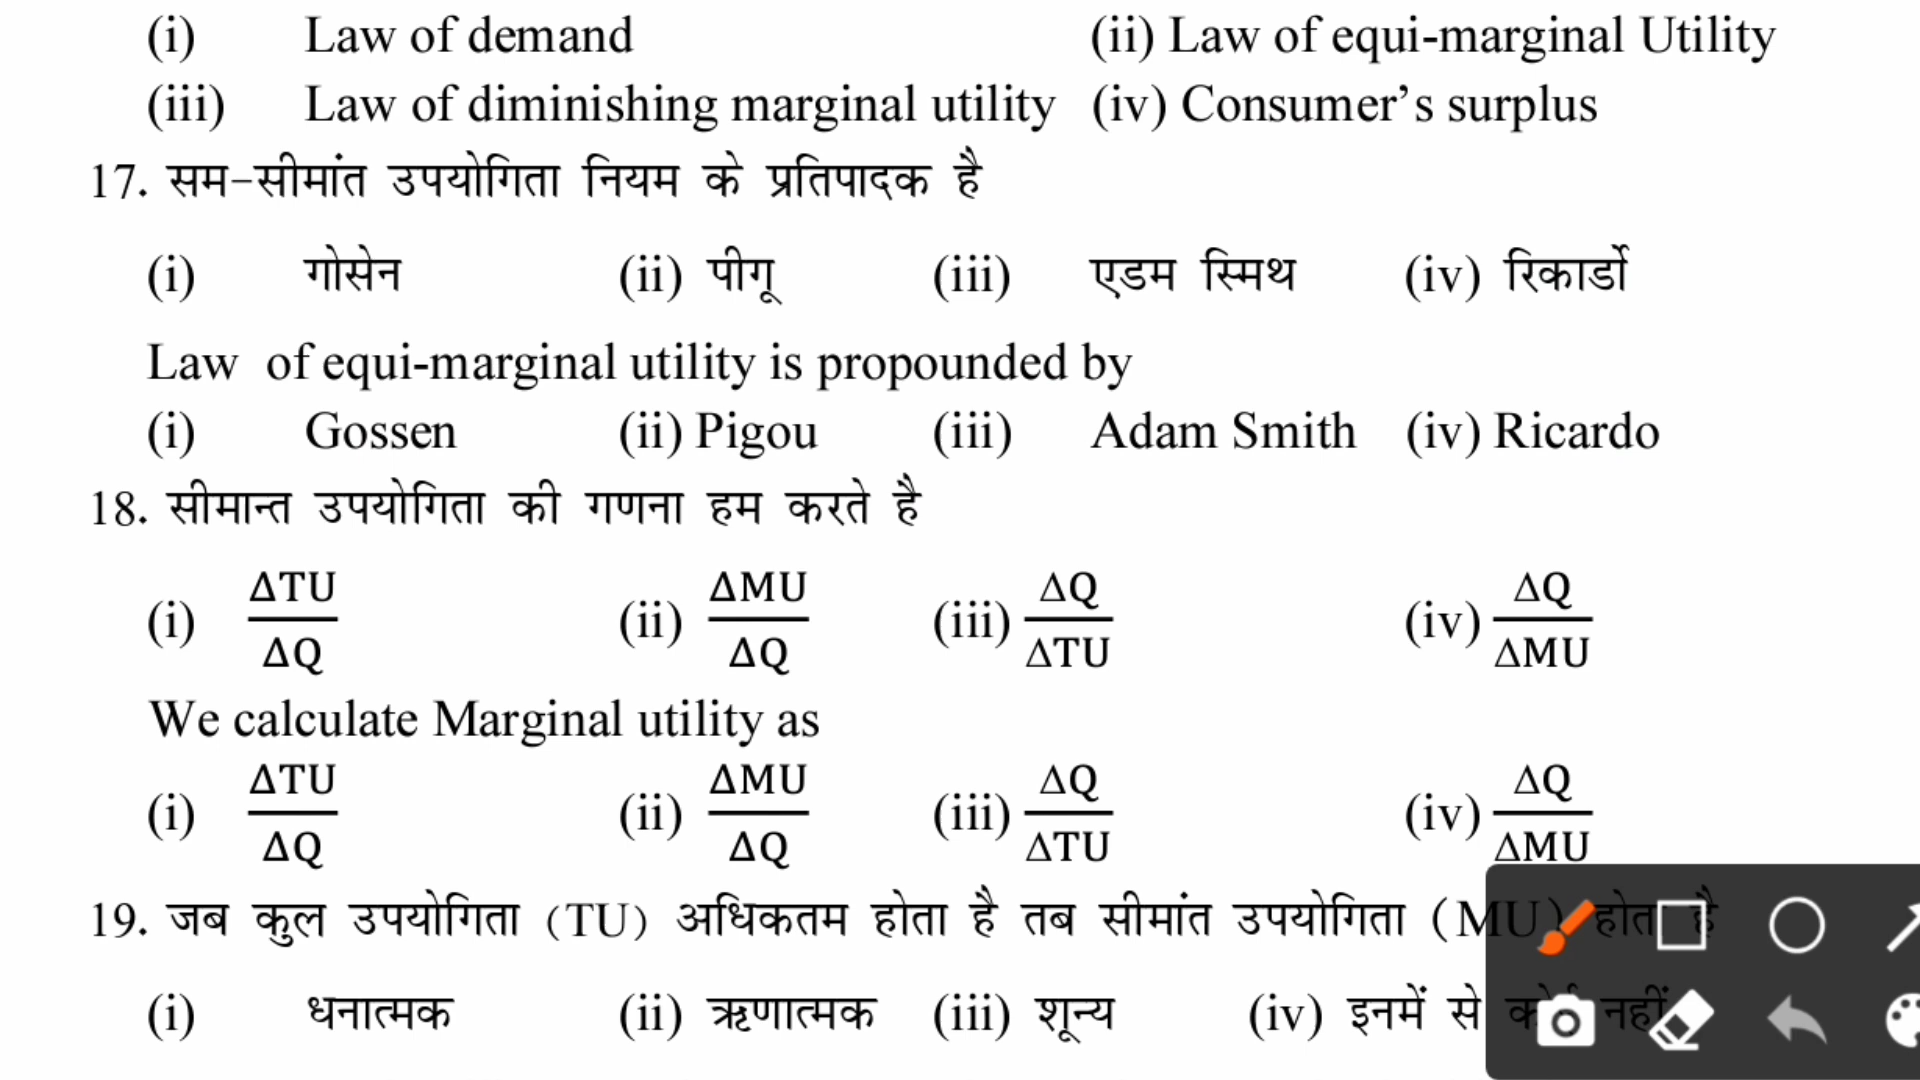 (i) Law of demand (ii) Law of equi-marginal Utility
(iii) Law of diminishing marginal utility (iv) Consumer’s surplus
17. सम-सीमांत उपयोगिता नियम के प्रतिपादक है
(i) गोसेन (ii) पीगू (iii) एडम स्मिथ (iv) रिकार्डो
Law of equi-marginal utility is propounded by
(i) Gossen (ii) Pigou (iii) Adam Smith (iv) Ricardo
18. सीमान्त उपयोगिता की गणना हम करते है
(i) ΔTU/ΔQ (ii) ΔMU/ΔQ (iii) ΔQ/ΔTU (iv) ΔQ/ΔMU
We calculate Marginal utility as
(i) ΔTU/ΔQ (ii) ΔMU/ΔQ (iii) ΔQ/ΔTU (iv) ΔQ/ΔMU
19. जब कुल उपयोगिता (TU) अधिकतम होता है तब सीमांत उपयोगिता (MU) होता है
(i) धनात्मक (ii) ऋणात्मक (iii) शून्य (iv) इनमें से कोई नहीं